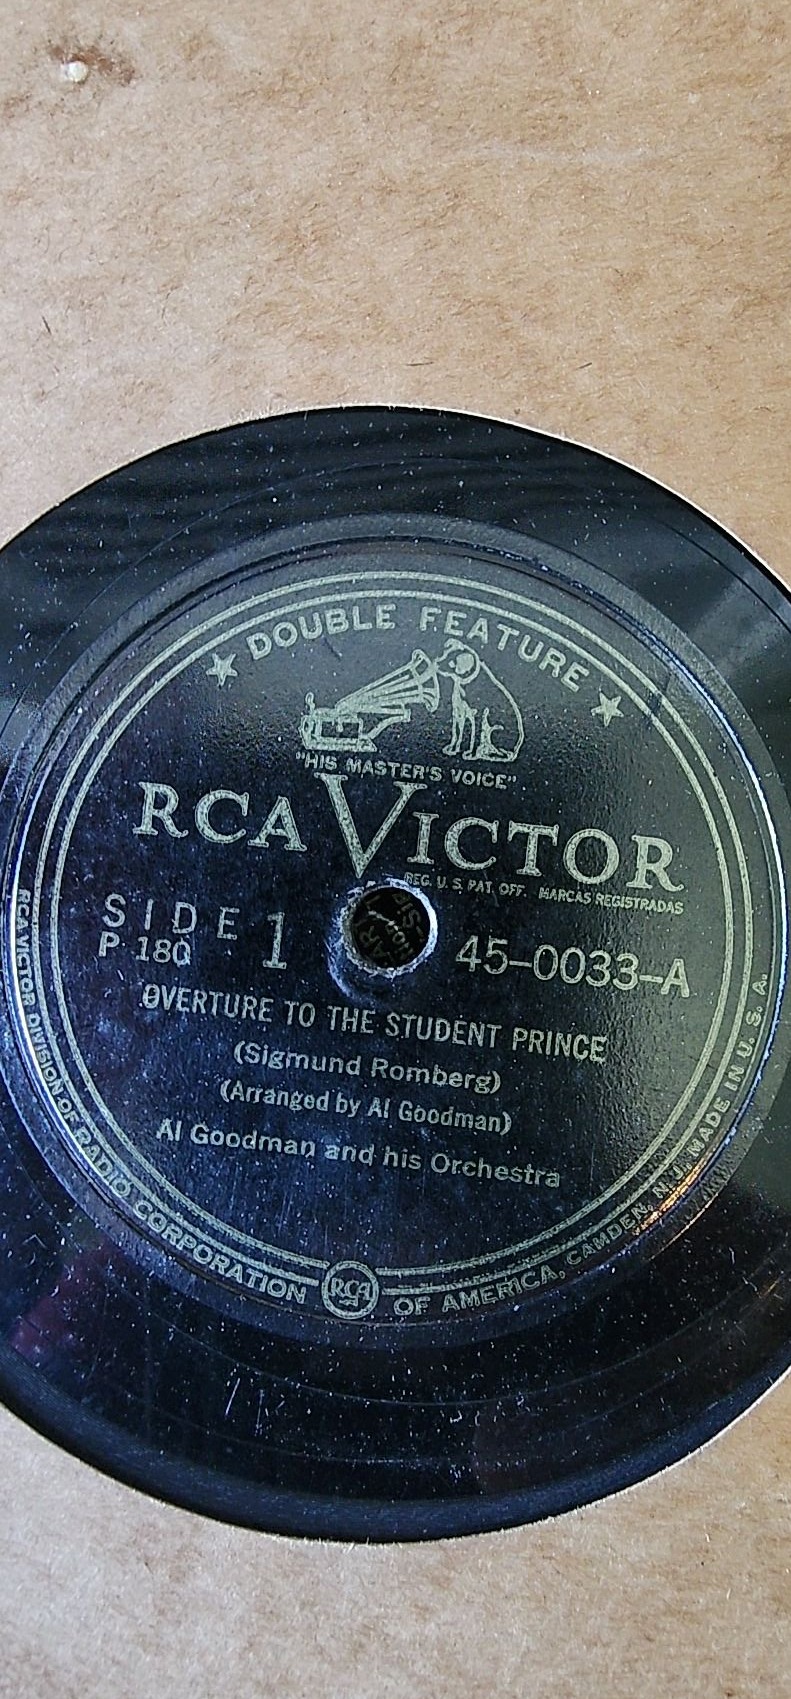 ★ DOUBLE FEATURE ★
"HIS MASTER'S VOICE"
RCA VICTOR
REG. U. S. PAT. OFF. MARCAS REGISTRADAS
SIDE 1
P 180
45-0033-A
OVERTURE TO THE STUDENT PRINCE
(Sigmund Romberg)
(Arranged by Al Goodman)
Al Goodman and his Orchestra
RCA VICTOR DIVISION OF RADIO CORPORATION RCA OF AMERICA, CAMDEN, N.J. MADE IN U. S. A.